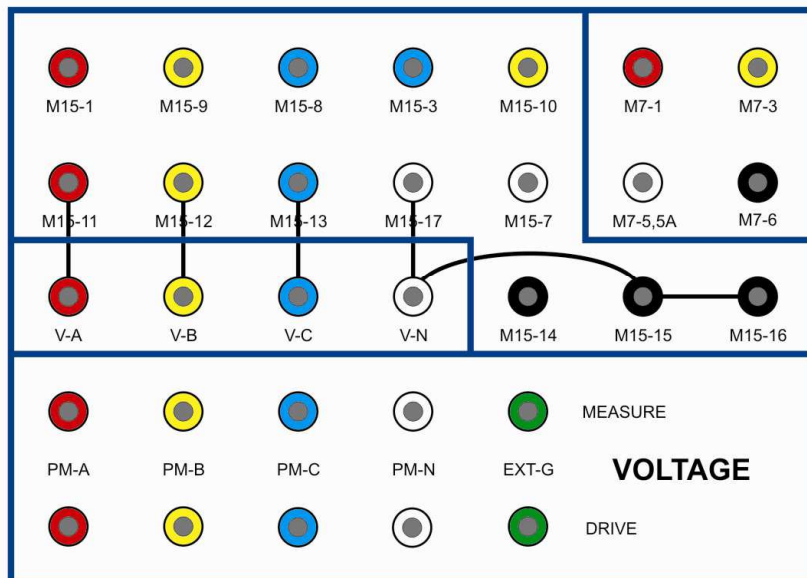 M15-1 M15-9 M15-8 M15-3 M15-10 M7-1 M7-3
M15-11 M15-12 M15-13 M15-17 M15-7 M7-5,5A M7-6
V-A V-B V-C V-N M15-14 M15-15 M15-16
MEASURE
PM-A PM-B PM-C PM-N EXT-G VOLTAGE
DRIVE